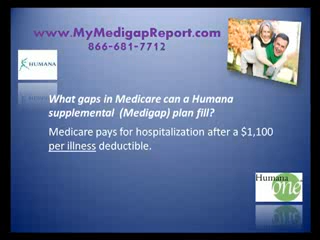 www.MyMedigapReport.com
866-681-7712
HUMANA
What gaps in Medicare can a Humana
supplemental (Medigap) plan fill?
Medicare pays for hospitalization after a $1,100
per illness deductible.
Humana
one